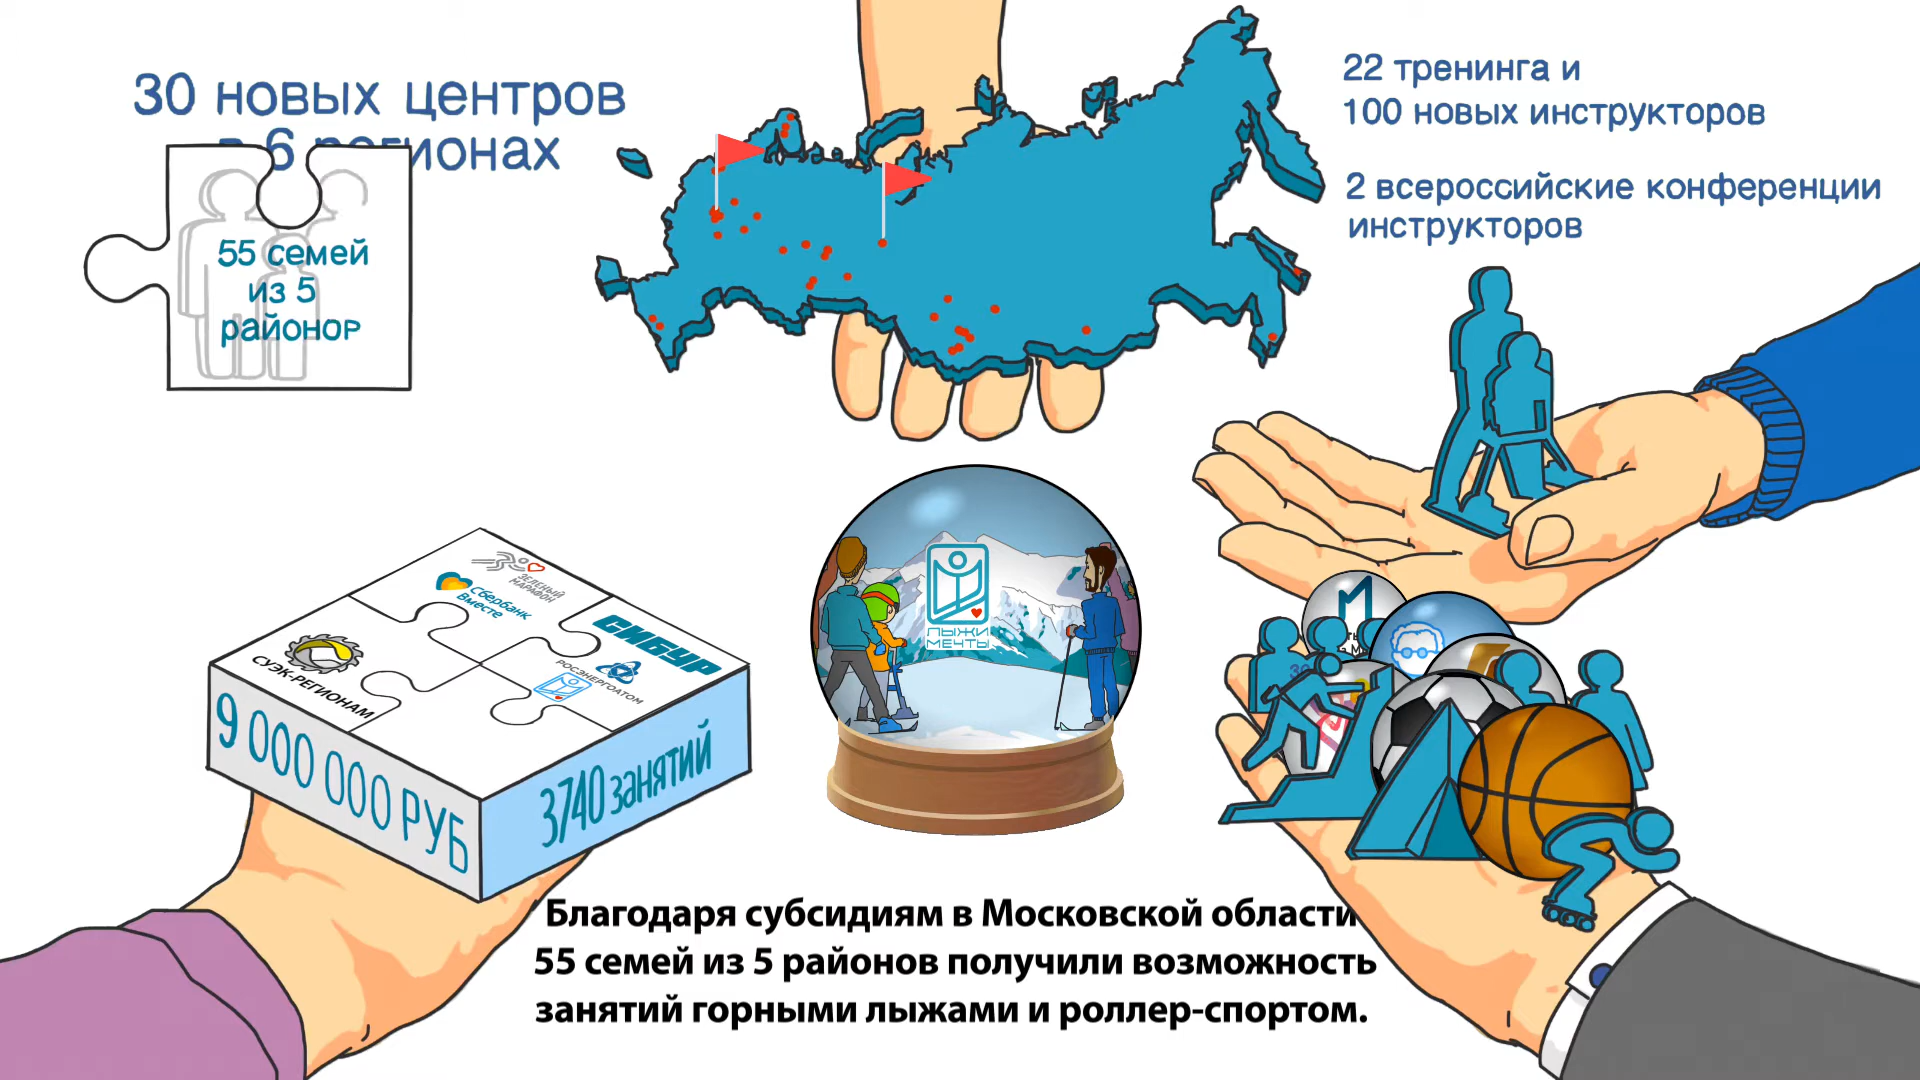 30 новых центров
в 6 регионах
55 семей
из 5
районор
22 тренинга и
100 новых инструкторов
2 всероссийские конференции
инструкторов
ЗЕЛЕНЫЙ
МАРАФОН
Сбербанк
Вместе
СИБУР
СУЭК-РЕГИОНАМ
РОСЭНЕРГОАТОМ
9 000 000 РУБ
3740 занятий
ЛЫЖИ
МЕЧТЫ
Благодаря субсидиям в Московской области
55 семей из 5 районов получили возможность
занятий горными лыжами и роллер-спортом.